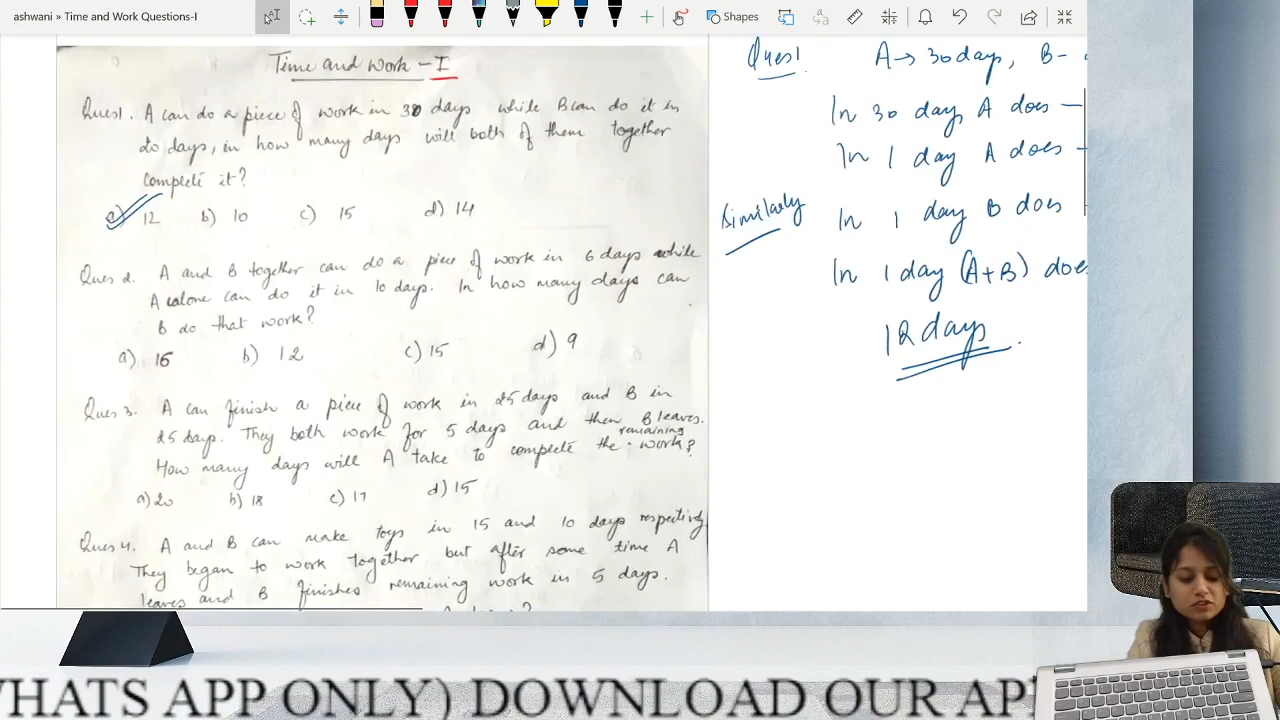 ashwani » Time and Work Questions-I
Shapes
Time and Work - I
Ques1. A can do a piece of work in 30 days while B can do it in
20 days, in how many days will both of them together
complete it?
a) 12 b) 10 c) 15 d) 14
Ques 2. A and B together can do a piece of work in 6 days while
A alone can do it in 10 days. In how many days can
B do that work?
a) 16 b) 12 c) 15 d) 9
Ques 3. A can finish a piece of work in 25 days and B in
25 days. They both work for 5 days and then B leaves.
remaining
How many days will A take to complete the work?
a) 20 b) 18 c) 17 d) 15
Ques 4. A and B can make toys in 15 and 10 days respectively
They began to work together but after some time A
leaves and B finishes remaining work in 5 days.
Ques1 A → 30 days, B -
In 30 day A does -
In 1 day A does -
Similarly In 1 day B does
In 1 day (A+B) does
12 days
WHATS APP ONLY) DOWNLOAD OUR AP